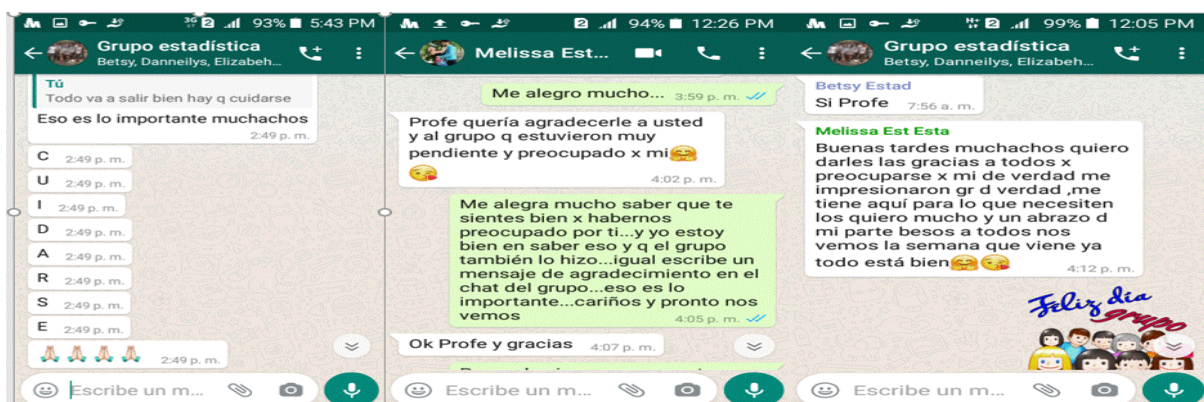 3G 2 93% 5:43 PM
Grupo estadística
Betsy, Danneilys, Elizabeh...
Tú
Todo va a salir bien hay q cuidarse
Eso es lo importante muchachos
2:49 p. m.
C 2:49 p. m.
U 2:49 p. m.
I 2:49 p. m.
D 2:49 p. m.
A 2:49 p. m.
R 2:49 p. m.
S 2:49 p. m.
E 2:49 p. m.
🙏🏻🙏🏻🙏🏻🙏🏻 2:49 p. m.
Escribe un m...
2 94% 12:26 PM
Melissa Est...
Me alegro mucho... 3:59 p. m.
Profe quería agradecerle a usted
y al grupo q estuvieron muy
pendiente y preocupado x mi🤗
😘 4:02 p. m.
Me alegra mucho saber que te
sientes bien x habernos
preocupado por ti...y yo estoy
bien en saber eso y q el grupo
también lo hizo...igual escribe un
mensaje de agradecimiento en el
chat del grupo...eso es lo
importante...cariños y pronto nos
vemos 4:05 p. m.
Ok Profe y gracias 4:07 p. m.
Escribe un m...
H+ 2 99% 12:05 PM
Grupo estadística
Betsy, Danneilys, Elizabeh...
Betsy Estad
Si Profe 7:56 a. m.
Melissa Est Esta
Buenas tardes muchachos quiero
darles las gracias a todos x
preocuparse x mi de verdad me
impresionaron gr d verdad ,me
tiene aquí para lo que necesiten
los quiero mucho y un abrazo d
mi parte besos a todos nos
vemos la semana que viene ya
todo está bien🤗😘 4:12 p. m.
Feliz día
grupo
Escribe un m...